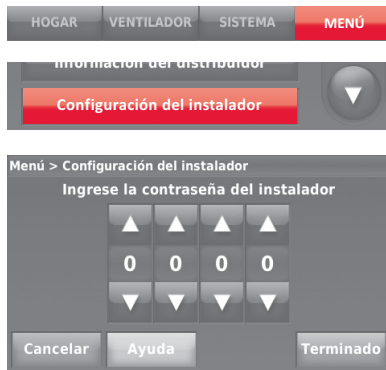 HOGAR VENTILADOR SISTEMA MENÚ
Información del distribuidor
Configuración del instalador
Menú > Configuración del instalador
Ingrese la contraseña del instalador
0 0 0 0
Cancelar Ayuda Terminado